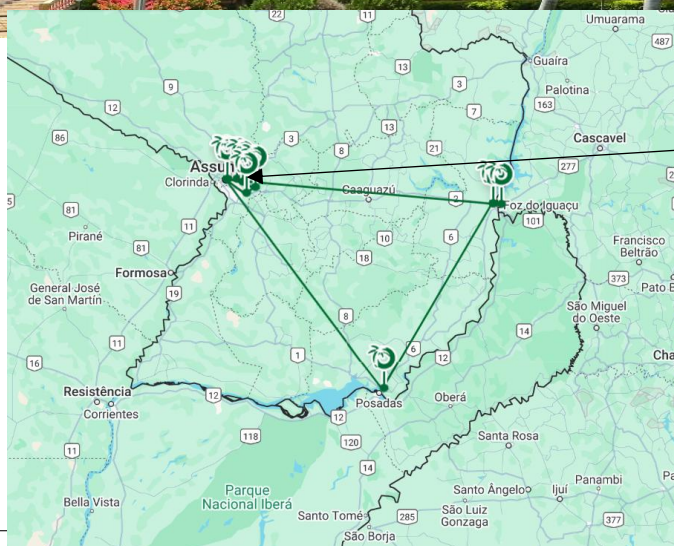 22
11
Umuarama
487
Guaíra
13
3
Palotina
9
163
7
12
13
3
86
8
21
Cascavel
277
Assun
Clorinda
Caaguazú
2
Foz do Iguaçu
101
81
11
10
6
Pirané
Francisco
Beltrão
81
18
Formosa
373
General José
de San Martín
19
São Miguel
do Oeste
Pato B
8
14
11
1
6
12
Cha
16
Resistência
12
Posadas
Oberá
Corrientes
12
118
120
Santa Rosa
11
14
Parque
Nacional Iberá
Santo Ângelo
Ijuí
Panambi
Bella Vista
Santo Tomé
285
São Luiz
Gonzaga
377
São Borja